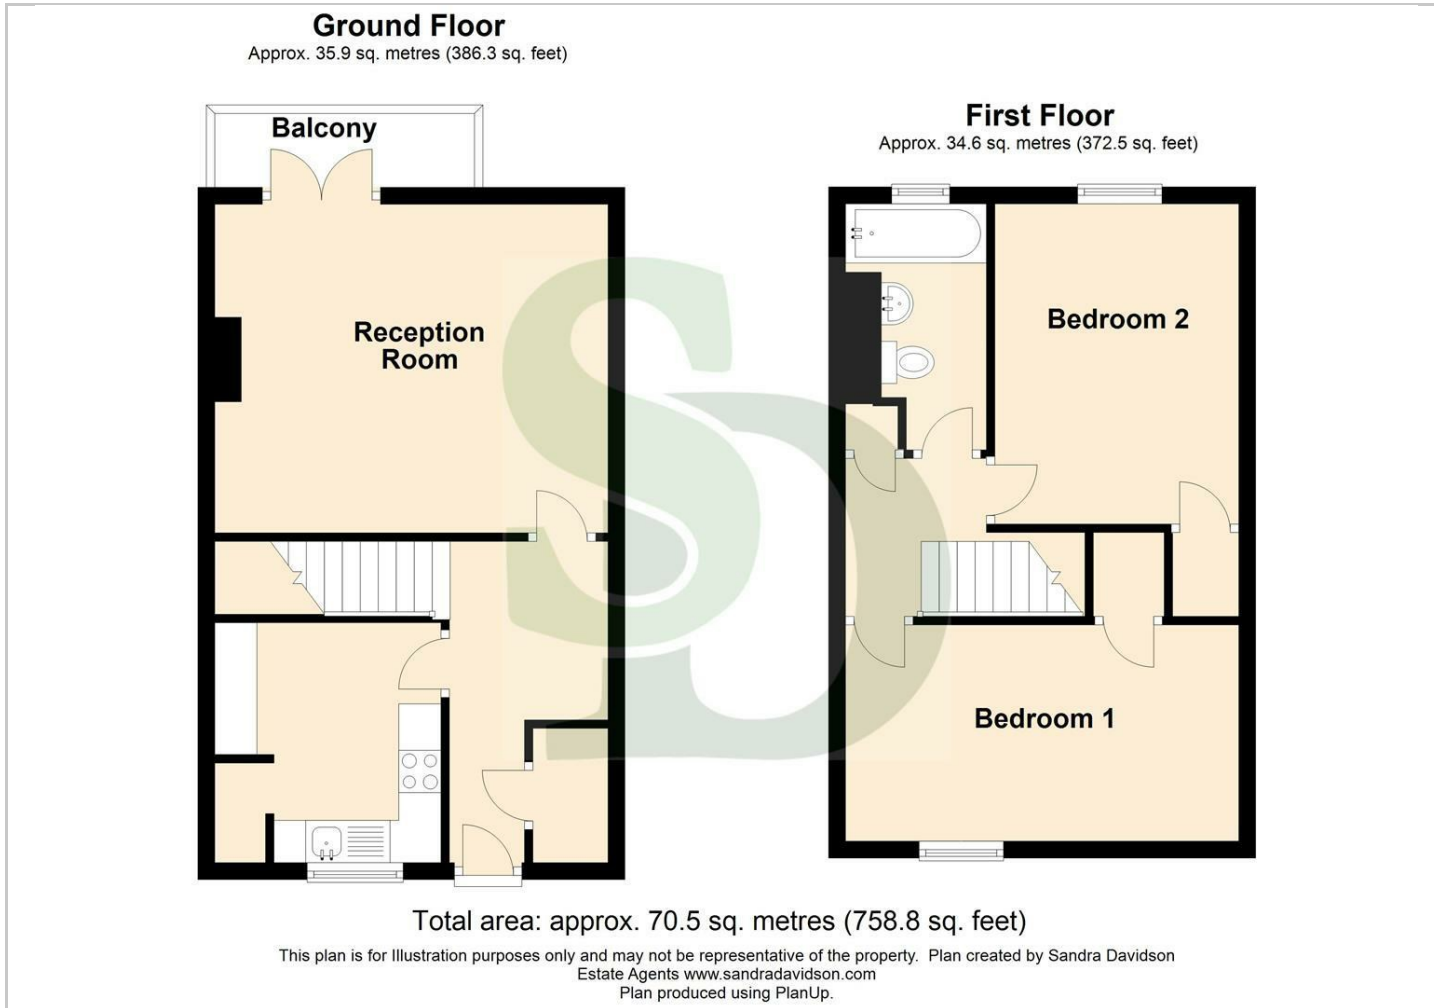 Ground Floor
Approx. 35.9 sq. metres (386.3 sq. feet)
Balcony
Reception
Room
First Floor
Approx. 34.6 sq. metres (372.5 sq. feet)
Bedroom 2
Bedroom 1
SD
Total area: approx. 70.5 sq. metres (758.8 sq. feet)
This plan is for Illustration purposes only and may not be representative of the property. Plan created by Sandra Davidson
Estate Agents www.sandradavidson.com
Plan produced using PlanUp.